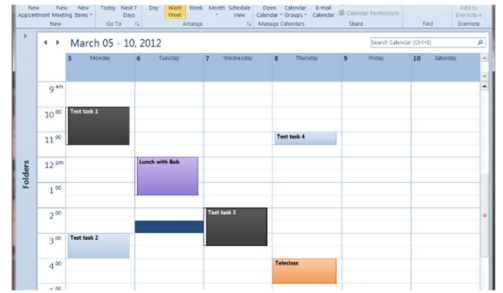 New New New Today Next 7 Day Work Week Month Schedule Open Calendar E-mail Calendar Permissions Add to
Appointment Meeting Items Days Week View Calendar Groups Calendar Evernote 4
New Go To Arrange Manage Calendars Share Find Evernote
March 05 - 10, 2012
Search Calendar (Ctrl+E)
5 Monday 6 Tuesday 7 Wednesday 8 Thursday 9 Friday 10 Saturday
Folders
9 am
10 00 Test task 1
11 00 Test task 4
12 pm Lunch with Bob
1 00
2 00 Test task 3
3 00 Test task 2
4 00 Teleclass